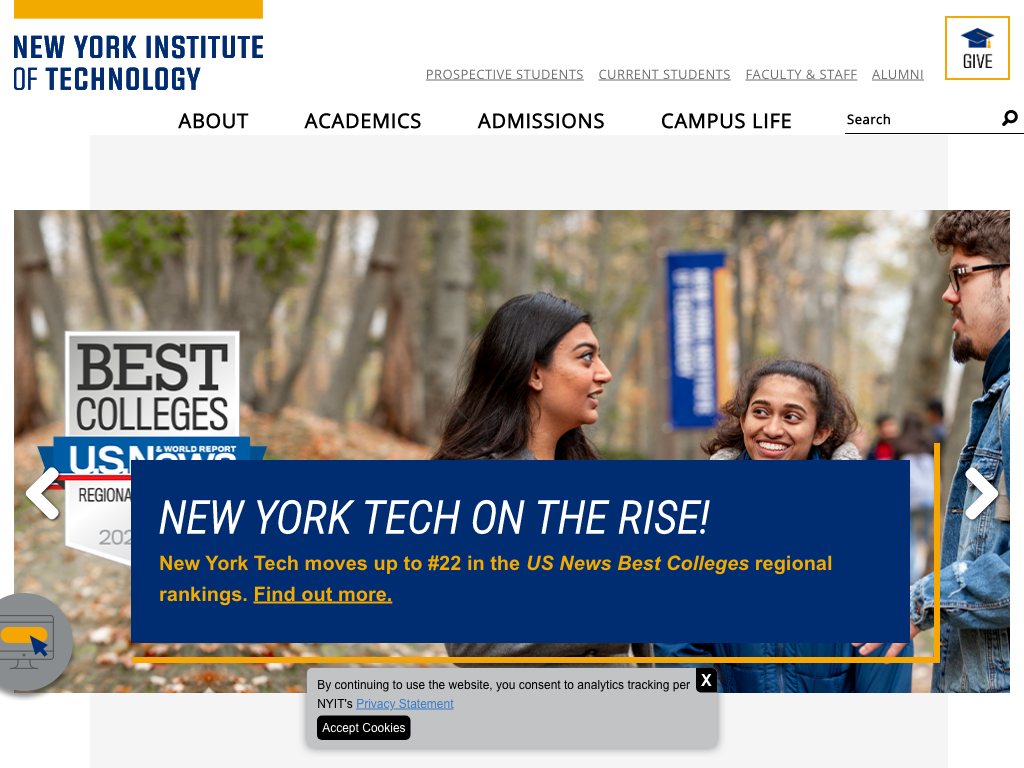 NEW YORK INSTITUTE
OF TECHNOLOGY
GIVE
PROSPECTIVE STUDENTS CURRENT STUDENTS FACULTY & STAFF ALUMNI
ABOUT ACADEMICS ADMISSIONS CAMPUS LIFE Search
BEST
COLLEGES
U.S. News & WORLD REPORT
REGIONA
202
NEW YORK TECH ON THE RISE!
New York Tech moves up to #22 in the US News Best Colleges regional
rankings. Find out more.
By continuing to use the website, you consent to analytics tracking per X
NYIT's Privacy Statement
Accept Cookies